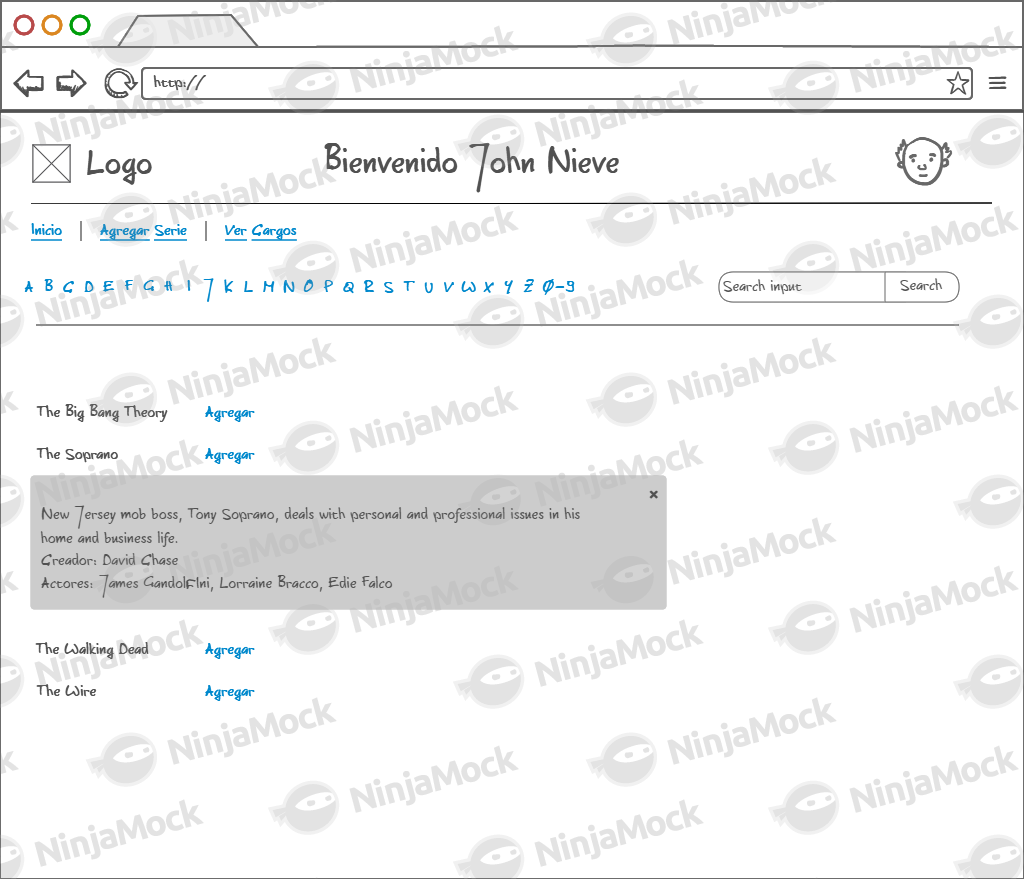 http://
Logo
Bienvenido John Nieve
Inicio | Agregar Serie | Ver Cargos
A B C D E F G H I J K L M N O P Q R S T U V W X Y Z 0-9
Search input Search
The Big Bang Theory Agregar
The Soprano Agregar
New Jersey mob boss, Tony Soprano, deals with personal and professional issues in his
home and business life.
Creador: David Chase
Actores: James Gandolfini, Lorraine Bracco, Edie Falco
The Walking Dead Agregar
The Wire Agregar
NinjaMock